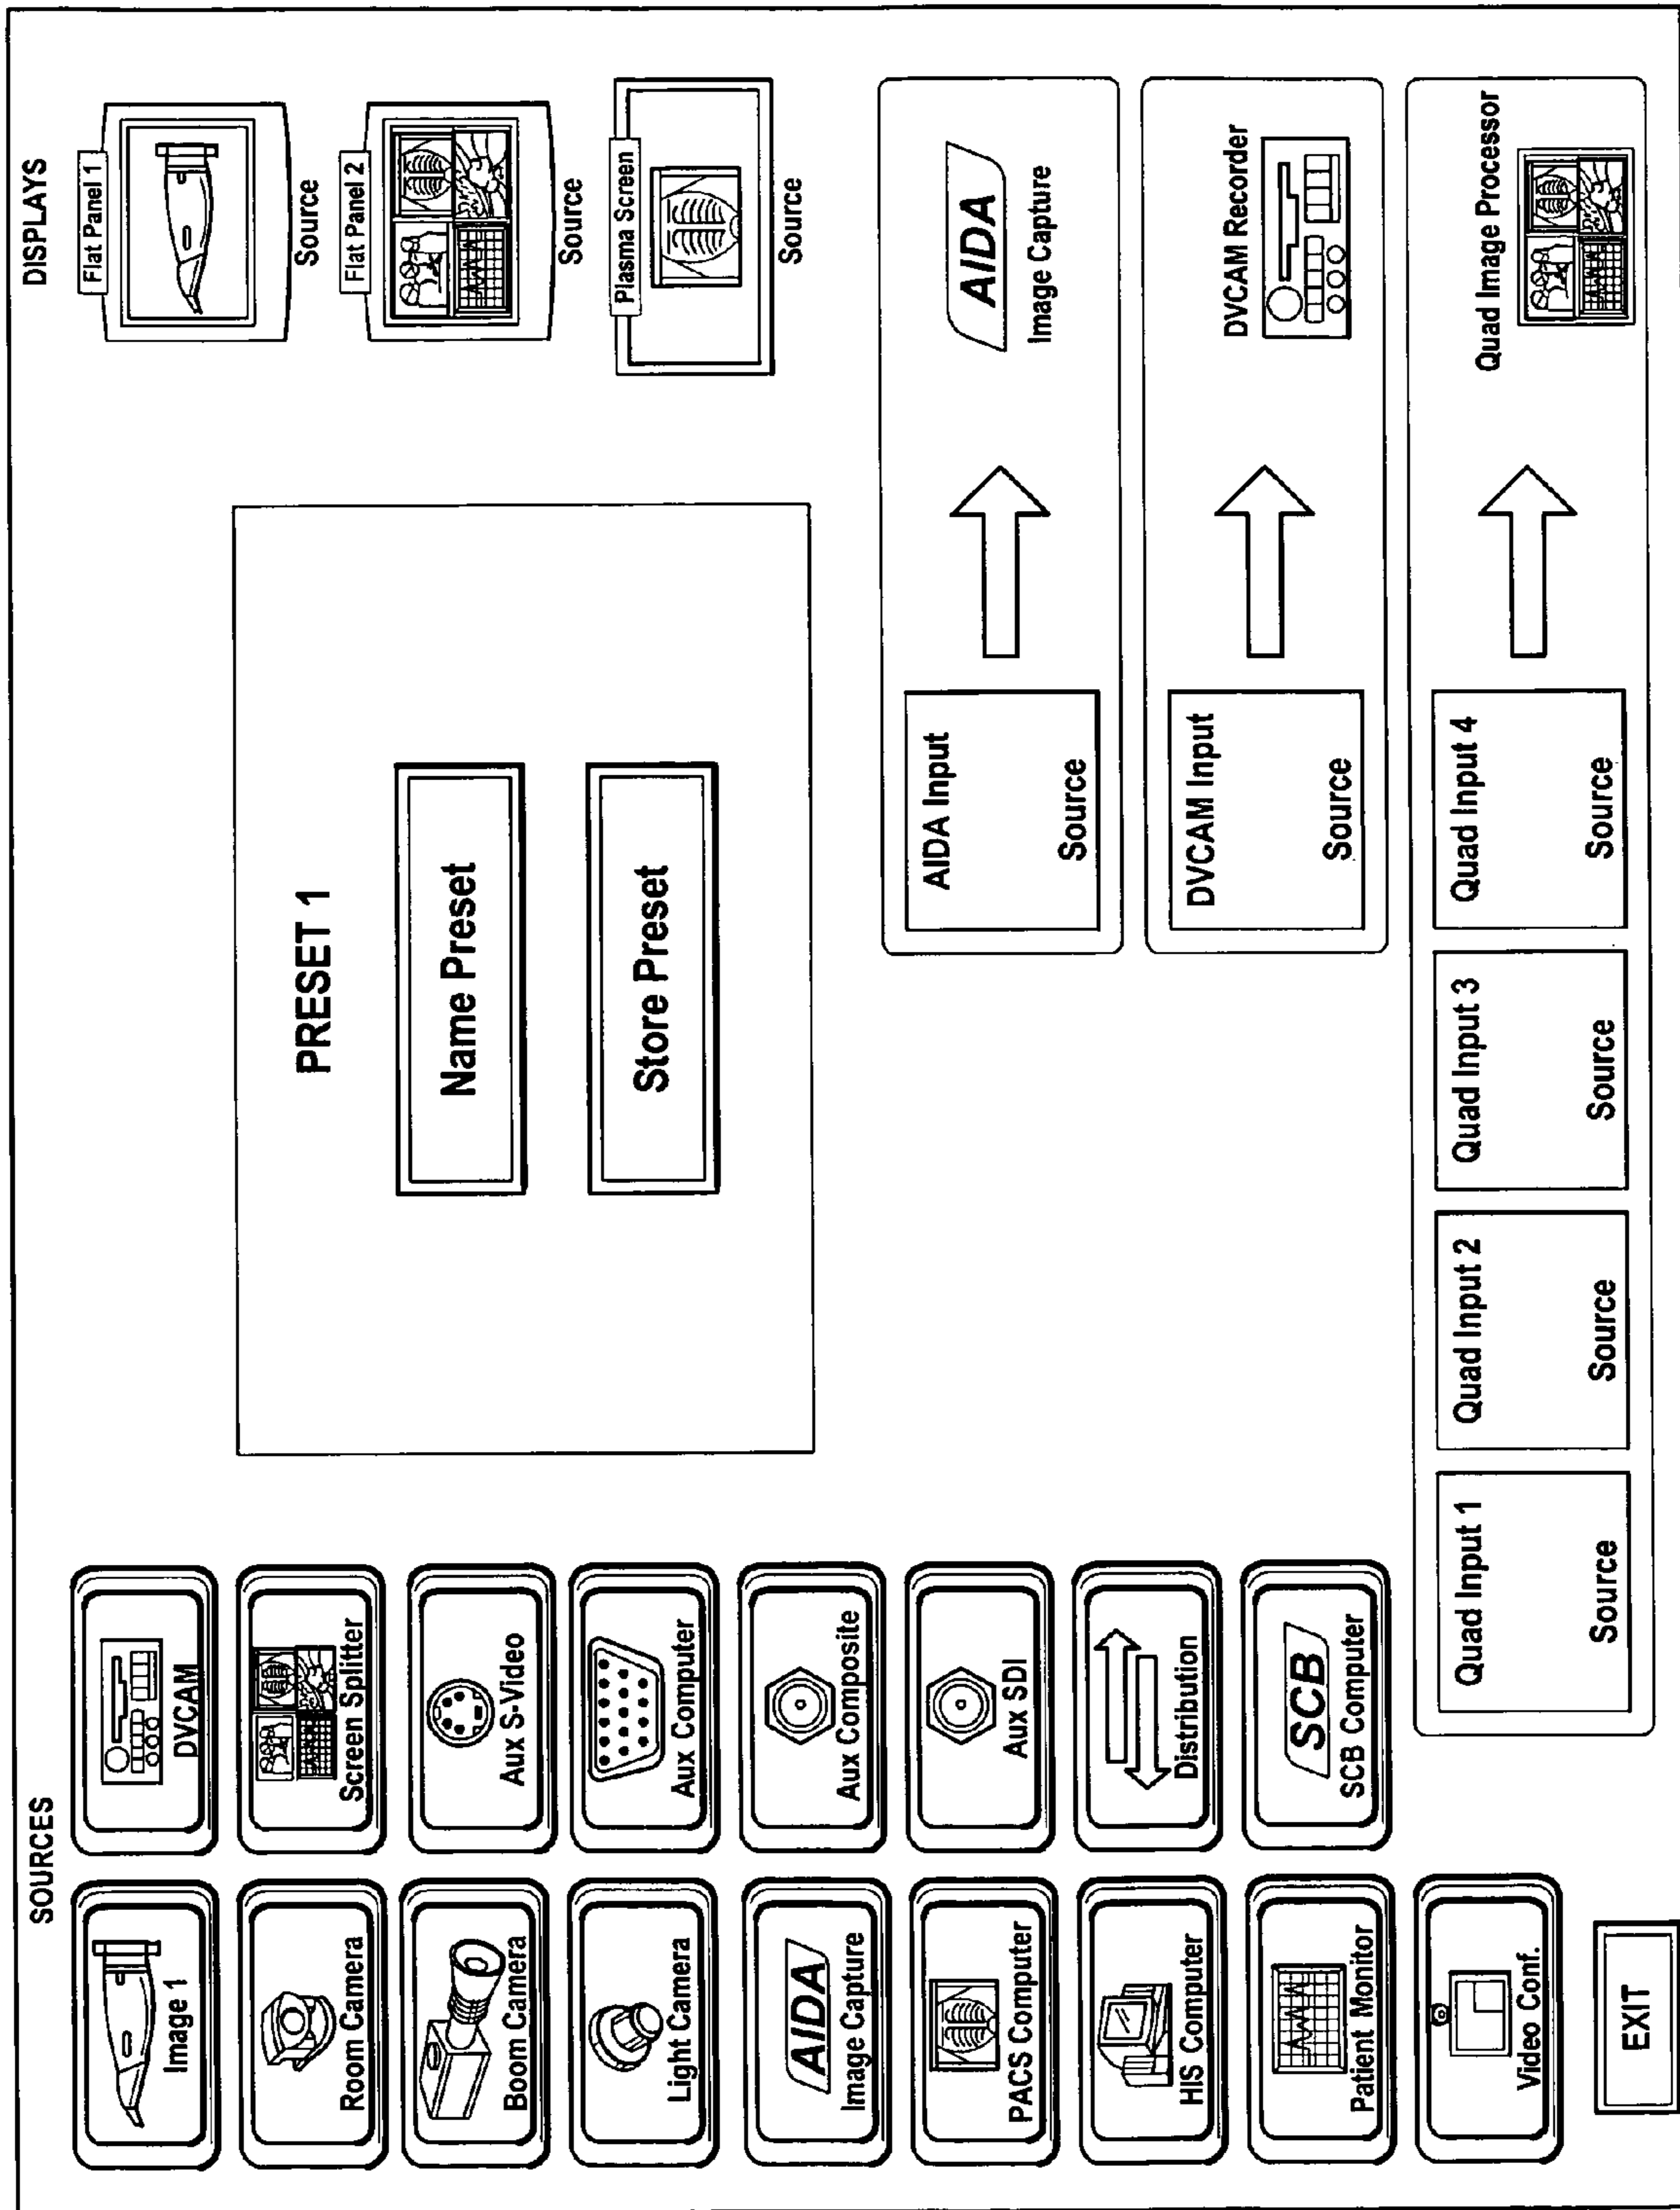 SOURCES
Image 1
DVCAM
Room Camera
Screen Splitter
Boom Camera
Aux S-Video
Light Camera
Aux Computer
AIDA
Image Capture
Aux Composite
PACS Computer
Aux SDI
HIS Computer
Distribution
Patient Monitor
SCB
SCB Computer
Video Conf.
EXIT
PRESET 1
Name Preset
Store Preset
DISPLAYS
Flat Panel 1
Source
Flat Panel 2
Source
Plasma Screen
Source
AIDA Input
Source
AIDA
Image Capture
DVCAM Input
Source
DVCAM Recorder
Quad Input 1
Source
Quad Input 2
Source
Quad Input 3
Source
Quad Input 4
Source
Quad Image Processor